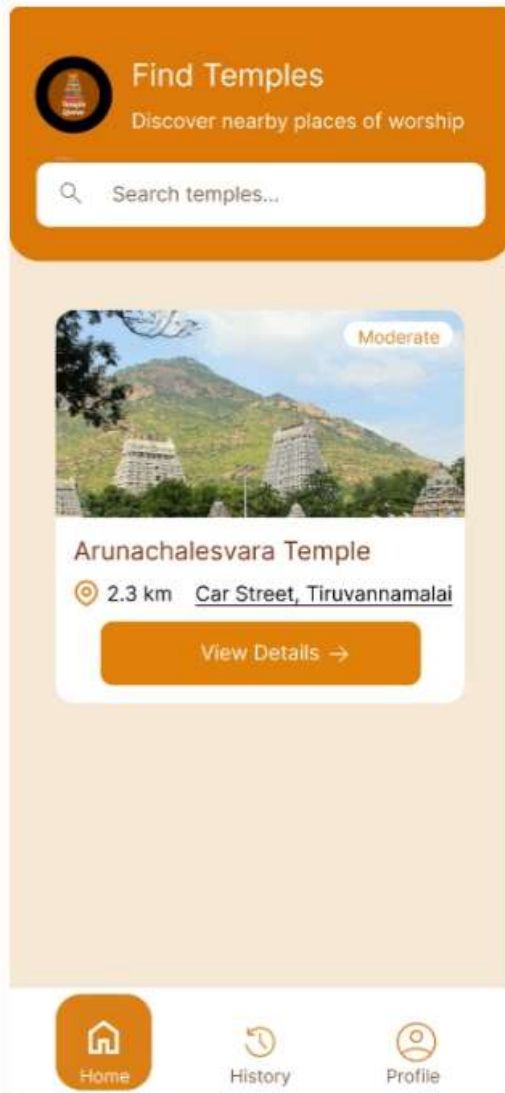 Find Temples
Discover nearby places of worship
Search temples...
Moderate
Arunachalesvara Temple
2.3 km Car Street, Tiruvannamalai
View Details →
Home
History
Profile